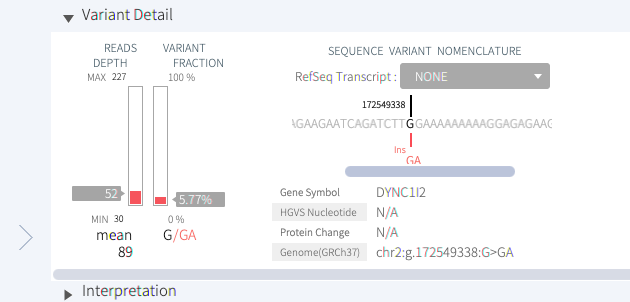 Variant Detail
READS DEPTH
MAX 227
52
MIN 30
mean
89
VARIANT FRACTION
100 %
5.77%
0 %
G/GA
SEQUENCE VARIANT NOMENCLATURE
RefSeq Transcript : NONE
172549338
AGAAGAATCAGATCTTGGAAAAAAAAAGGAGAGAAG
Ins
GA
Gene Symbol DYNC1I2
HGVS Nucleotide N/A
Protein Change N/A
Genome(GRCh37) chr2:g.172549338:G>GA
Interpretation